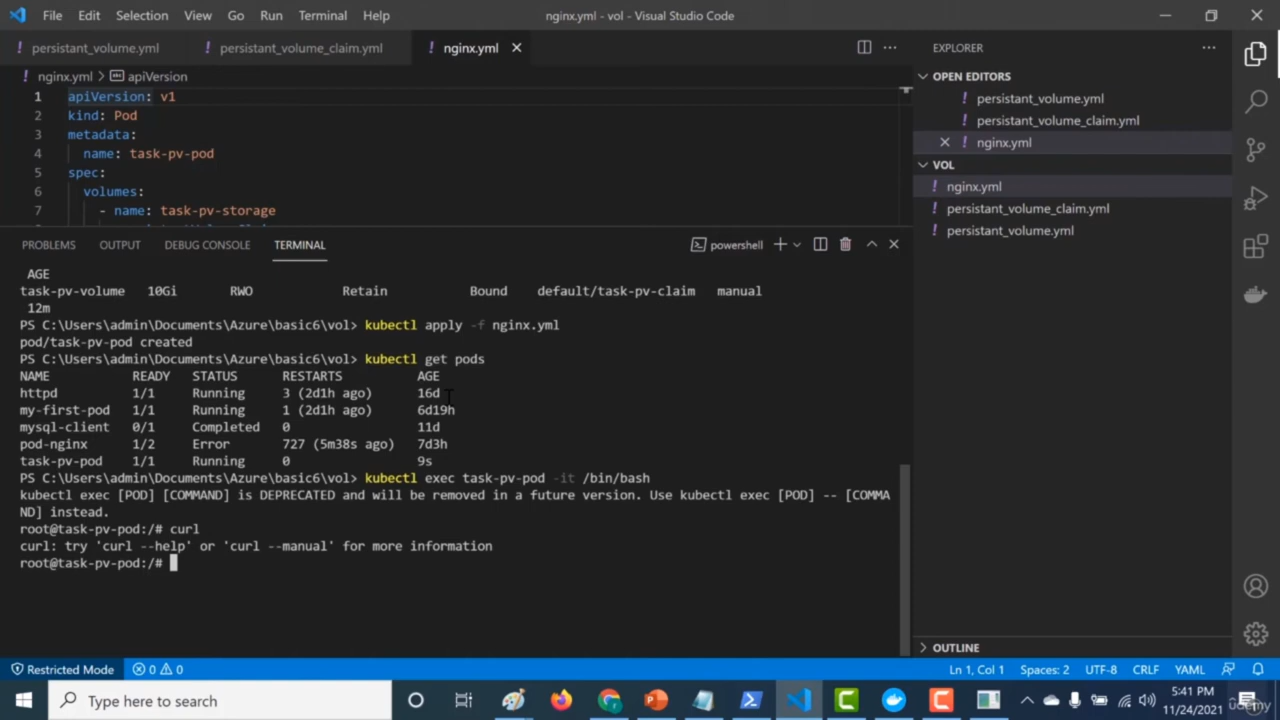 File Edit Selection View Go Run Terminal Help nginx.yml - vol - Visual Studio Code
! persistant_volume.yml ! persistant_volume_claim.yml ! nginx.yml
EXPLORER
! nginx.yml > apiVersion
OPEN EDITORS
1 apiVersion: v1
! persistant_volume.yml
2 kind: Pod
! persistant_volume_claim.yml
3 metadata:
! nginx.yml
4 name: task-pv-pod
VOL
5 spec:
! nginx.yml
6 volumes:
! persistant_volume_claim.yml
7 - name: task-pv-storage
! persistant_volume.yml
PROBLEMS OUTPUT DEBUG CONSOLE TERMINAL powershell
AGE
task-pv-volume 10Gi RWO Retain Bound default/task-pv-claim manual
12m
PS C:\Users\admin\Documents\Azure\basic6\vol> kubectl apply -f nginx.yml
pod/task-pv-pod created
PS C:\Users\admin\Documents\Azure\basic6\vol> kubectl get pods
NAME READY STATUS RESTARTS AGE
httpd 1/1 Running 3 (2d1h ago) 16d
my-first-pod 1/1 Running 1 (2d1h ago) 6d19h
mysql-client 0/1 Completed 0 11d
pod-nginx 1/2 Error 727 (5m38s ago) 7d3h
task-pv-pod 1/1 Running 0 9s
PS C:\Users\admin\Documents\Azure\basic6\vol> kubectl exec task-pv-pod -it /bin/bash
kubectl exec [POD] [COMMAND] is DEPRECATED and will be removed in a future version. Use kubectl exec [POD] -- [COMMA
ND] instead.
root@task-pv-pod:/# curl
curl: try 'curl --help' or 'curl --manual' for more information
root@task-pv-pod:/#
OUTLINE
Restricted Mode 0 0 Ln 1, Col 1 Spaces: 2 UTF-8 CRLF YAML
Type here to search
5:41 PM
11/24/2021
udemy